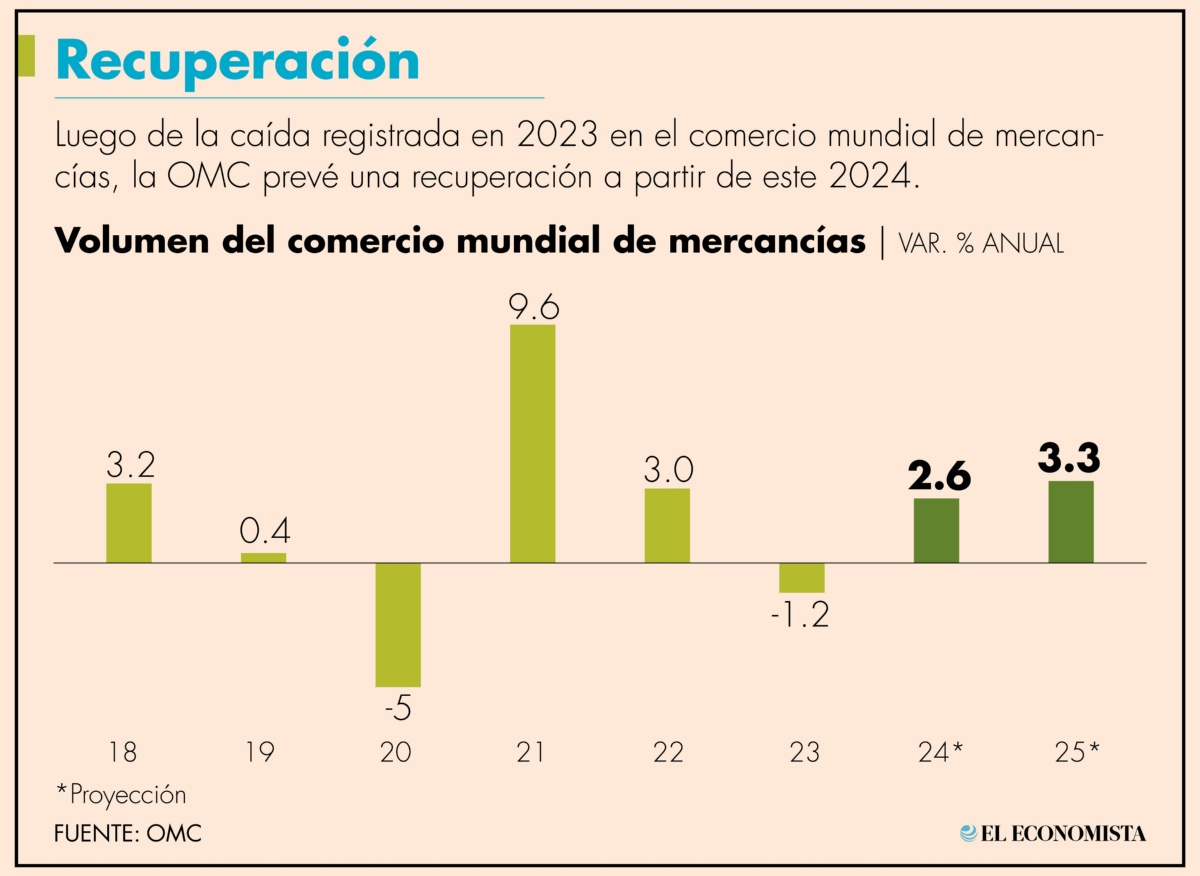 Recuperación
Luego de la caída registrada en 2023 en el comercio mundial de mercan-
cías, la OMC prevé una recuperación a partir de este 2024.
Volumen del comercio mundial de mercancías | VAR. % ANUAL
9.6
3.2
0.4
3.0
2.6
3.3
-1.2
-5
18 19 20 21 22 23 24* 25*
*Proyección
FUENTE: OMC
EL ECONOMISTA